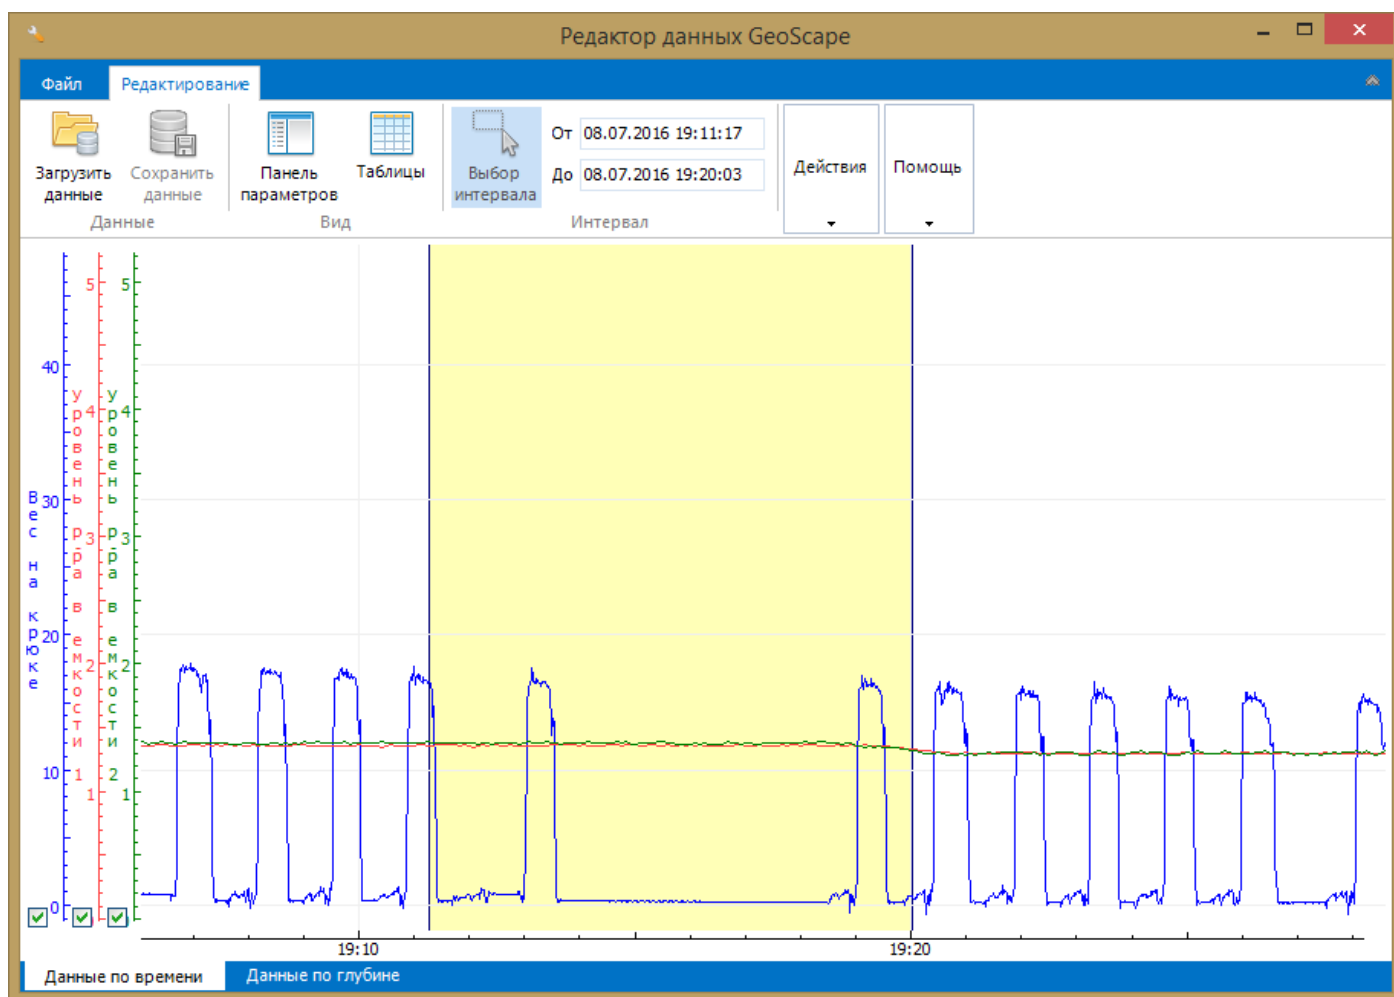 Редактор данных GeoScape
Файл Редактирование
Загрузить данные
Сохранить данные
Данные
Панель параметров
Таблицы
Вид
Выбор интервала
От 08.07.2016 19:11:17
До 08.07.2016 19:20:03
Интервал
Действия
Помощь
Вес на крюке
40
30
20
10
0
Уровень р-ра в емкости 1
5
4
3
2
1
Уровень р-ра в емкости 2
5
4
3
2
1
19:10 19:20
Данные по времени Данные по глубине